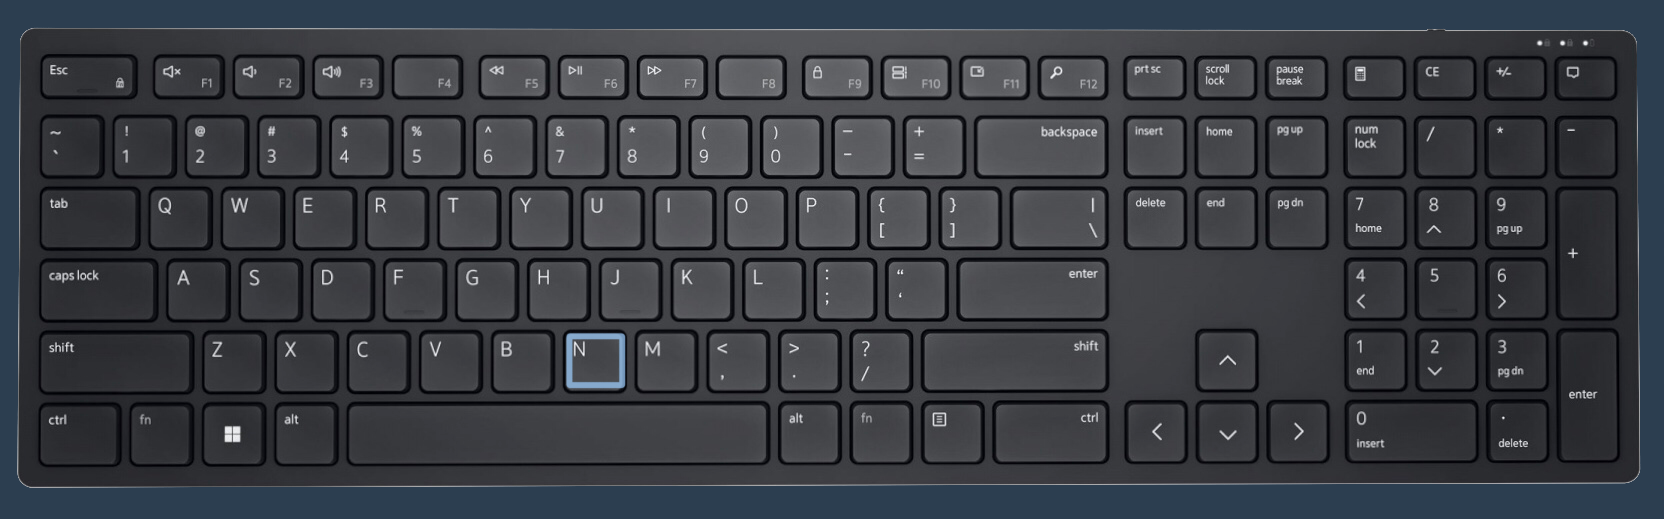 Esc F1 F2 F3 F4 F5 F6 F7 F8 F9 F10 F11 F12 prt sc scroll lock pause break CE +/-
~ ! @ # $ % ^ & * ( ) – + backspace insert home pg up num lock / * –
` 1 2 3 4 5 6 7 8 9 0 - =
tab Q W E R T Y U I O P { } | delete end pg dn 7 8 9
[ ] \ home pg up +
caps lock A S D F G H J K L : “ enter 4 5 6
; ‘
shift Z X C V B N M < > ? shift 1 2 3
, . / end pg dn
enter
ctrl fn alt alt fn ctrl 0 .
insert delete